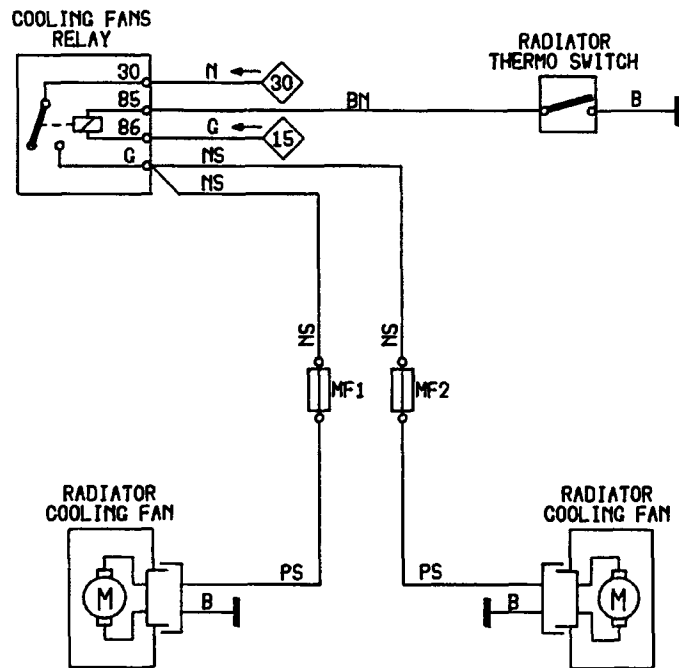 COOLING FANS
RELAY
RADIATOR
THERMO SWITCH
30
N
30
85
BN
B
86
G
15
G
NS
NS
NS
NS
MF1
MF2
RADIATOR
COOLING FAN
RADIATOR
COOLING FAN
M
PS
B
PS
B
M